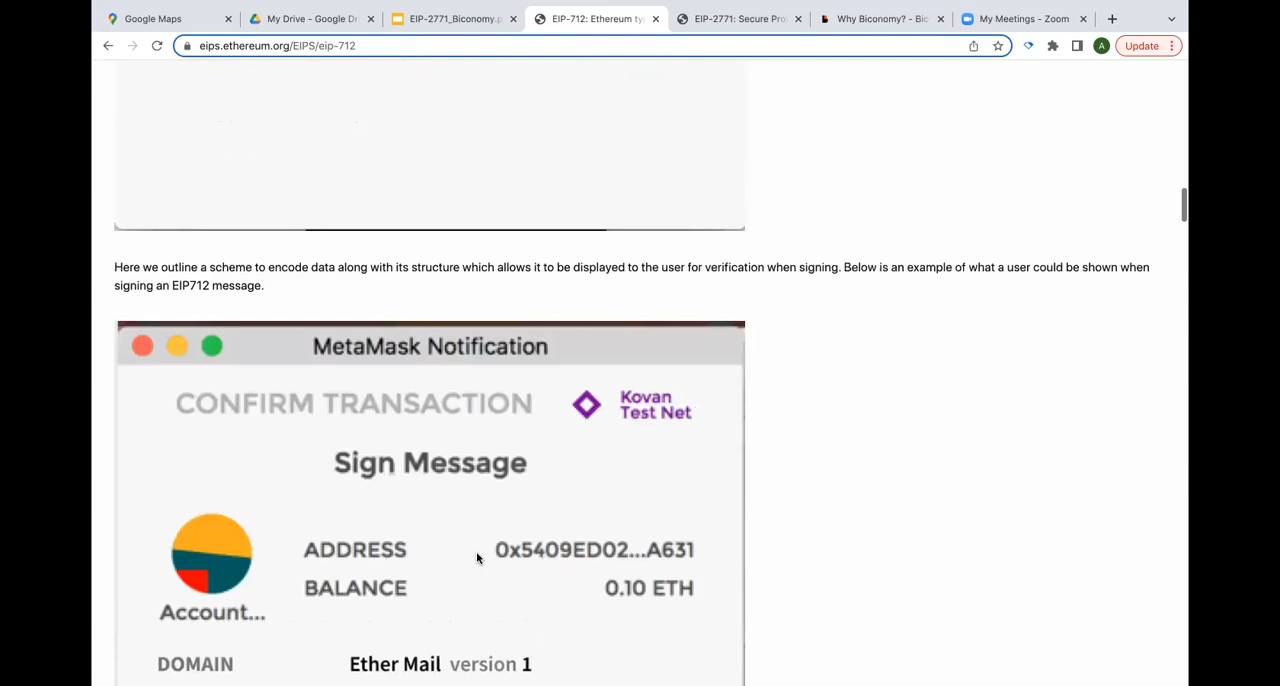 Google Maps
My Drive - Google Dr
EIP-2771_Biconomy.p
EIP-712: Ethereum ty
EIP-2771: Secure Pro
Why Biconomy? - Bic
My Meetings - Zoom
eips.ethereum.org/EIPS/eip-712
A
Update
Here we outline a scheme to encode data along with its structure which allows it to be displayed to the user for verification when signing. Below is an example of what a user could be shown when
signing an EIP712 message.
MetaMask Notification
CONFIRM TRANSACTION
Kovan
Test Net
Sign Message
ADDRESS 0x5409ED02...A631
BALANCE 0.10 ETH
Account...
DOMAIN Ether Mail version 1